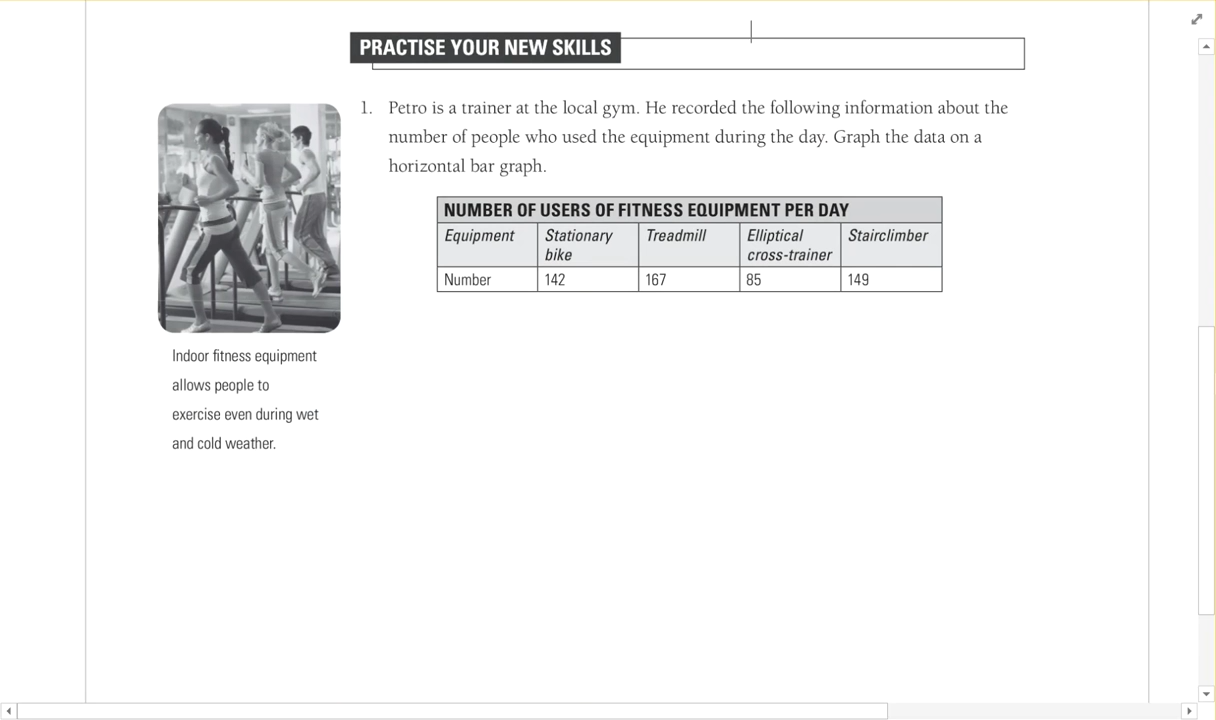 PRACTISE YOUR NEW SKILLS
1. Petro is a trainer at the local gym. He recorded the following information about the
number of people who used the equipment during the day. Graph the data on a
horizontal bar graph.
NUMBER OF USERS OF FITNESS EQUIPMENT PER DAY
Equipment Stationary bike Treadmill Elliptical cross-trainer Stairclimber
Number 142 167 85 149
Indoor fitness equipment
allows people to
exercise even during wet
and cold weather.